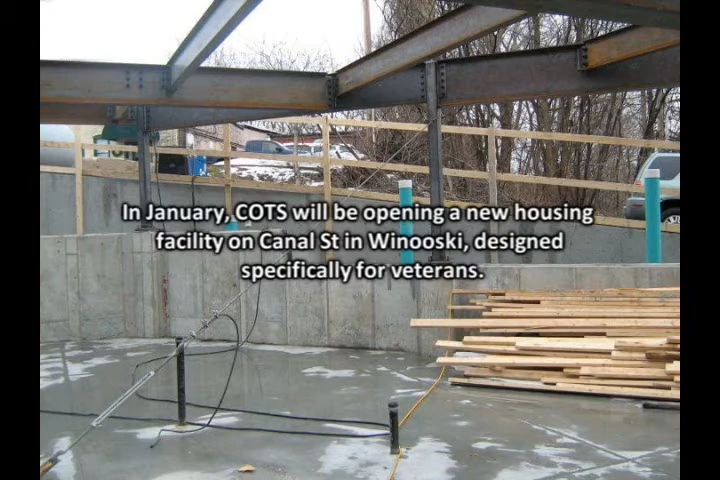 In January, COTS will be opening a new housing
facility on Canal St in Winooski, designed
specifically for veterans.